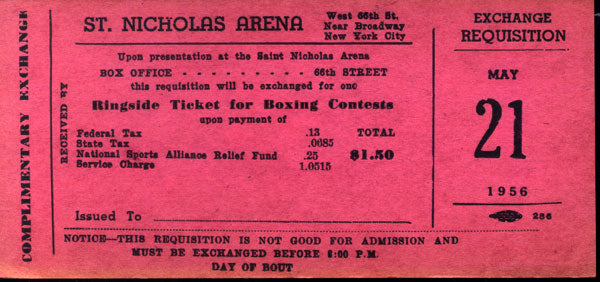 COMPLIMENTARY EXCHANGE
ST. NICHOLAS ARENA
West 66th St.
Near Broadway
New York City
Upon presentation at the Saint Nicholas Arena
BOX OFFICE - - - - - - - - - 66th STREET
this requisition will be exchanged for one
Ringside Ticket for Boxing Contests
upon payment of
RECEIVED BY
Federal Tax .13 TOTAL
State Tax .0685
National Sports Alliance Relief Fund .25 $1.50
Service Charge 1.0515
Issued To
NOTICE—THIS REQUISITION IS NOT GOOD FOR ADMISSION AND
MUST BE EXCHANGED BEFORE 8:00 P.M.
DAY OF BOUT
EXCHANGE
REQUISITION
MAY
21
1956
286